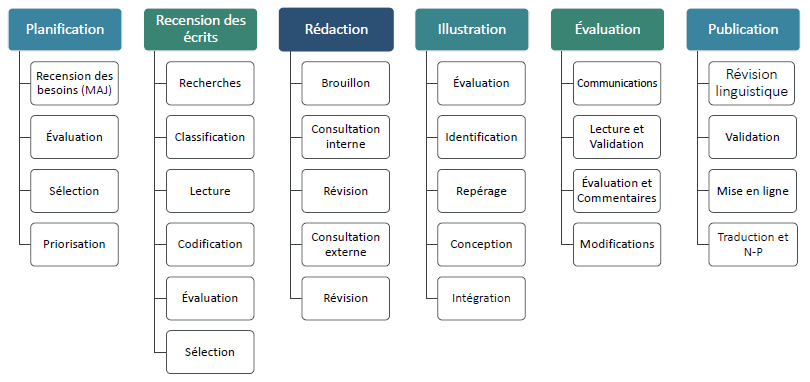 Planification
Recension des
besoins (MAJ)
Évaluation
Sélection
Priorisation
Recension des
écrits
Recherches
Classification
Lecture
Codification
Évaluation
Sélection
Rédaction
Brouillon
Consultation
interne
Révision
Consultation
externe
Révision
Illustration
Évaluation
Identification
Repérage
Conception
Intégration
Évaluation
Communications
Lecture et
Validation
Évaluation et
Commentaires
Modifications
Publication
Révision
linguistique
Validation
Mise en ligne
Traduction et
N-P